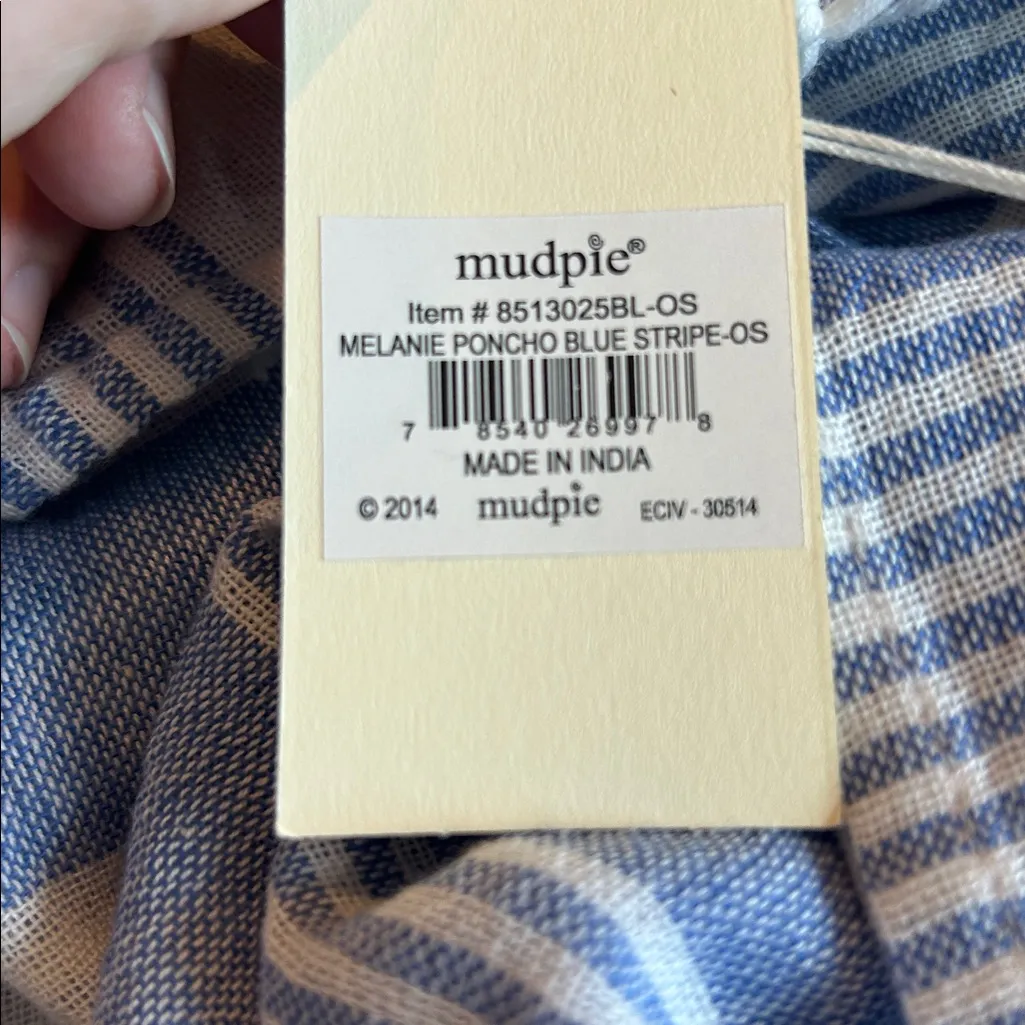 mudpie®
Item # 8513025BL-OS
MELANIE PONCHO BLUE STRIPE-OS
7 18540 26997 8
MADE IN INDIA
© 2014 mudpie ECIV - 30514